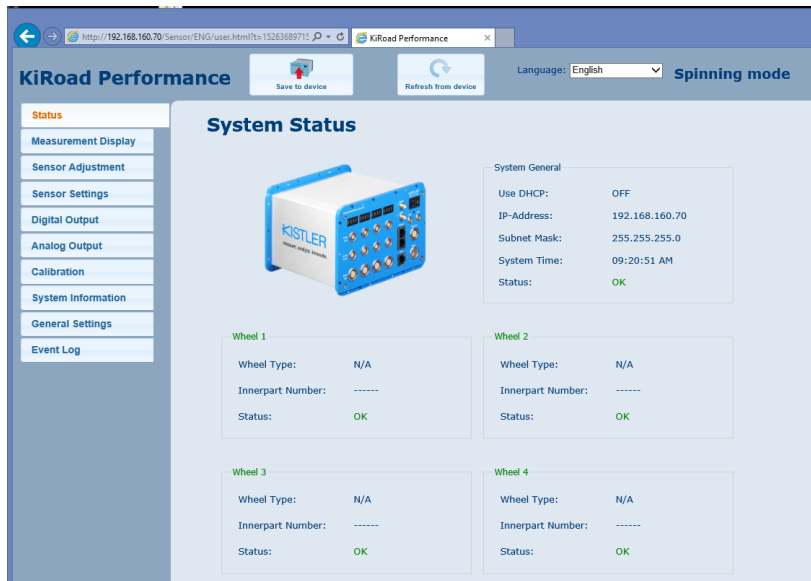 http://192.168.160.70/Sensor/ENG/user.html?t=1526368971
KiRoad Performance
KiRoad Performance
Save to device
Refresh from device
Language: English
Spinning mode
Status
Measurement Display
Sensor Adjustment
Sensor Settings
Digital Output
Analog Output
Calibration
System Information
General Settings
Event Log
System Status
KISTLER
measure. analyze. innovate.
System General
Use DHCP: OFF
IP-Address: 192.168.160.70
Subnet Mask: 255.255.255.0
System Time: 09:20:51 AM
Status: OK
Wheel 1
Wheel Type: N/A
Innerpart Number: ------
Status: OK
Wheel 2
Wheel Type: N/A
Innerpart Number: ------
Status: OK
Wheel 3
Wheel Type: N/A
Innerpart Number: ------
Status: OK
Wheel 4
Wheel Type: N/A
Innerpart Number: ------
Status: OK